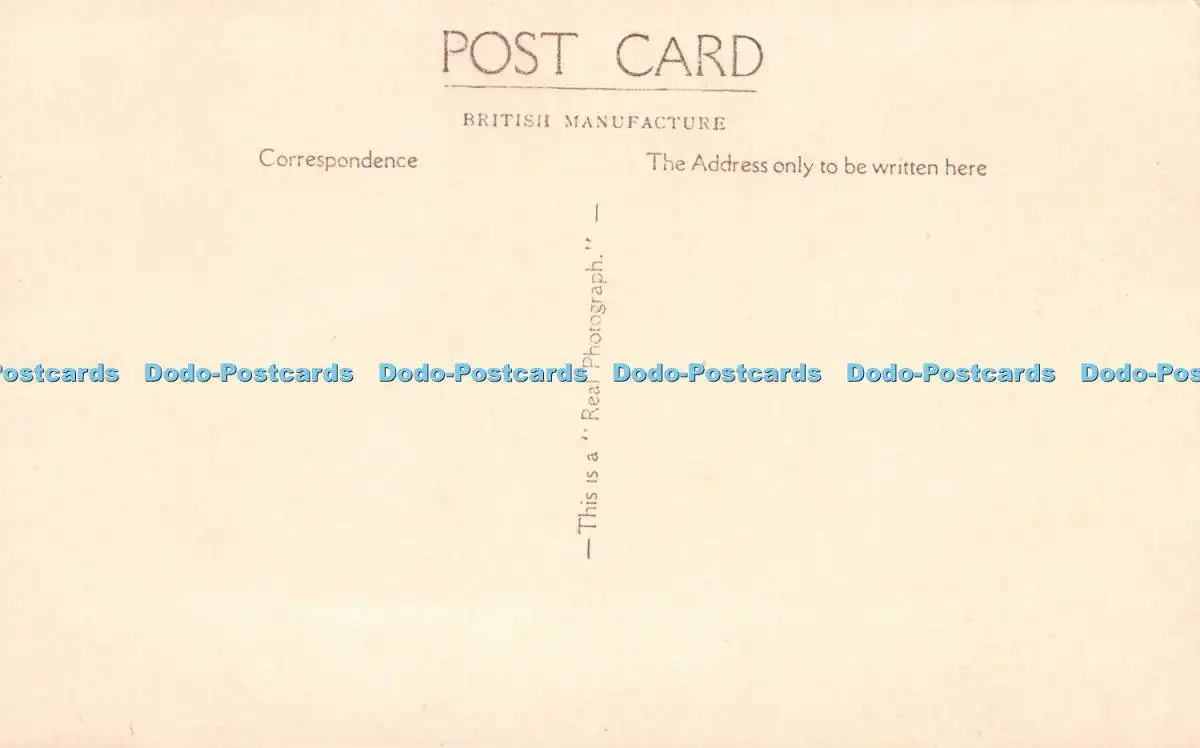 POST CARD
BRITISH MANUFACTURE
Correspondence
The Address only to be written here
—This is a "Real Photograph."—
ostcards Dodo-Postcards Dodo-Postcards Dodo-Postcards Dodo-Postcards Dodo-Pos